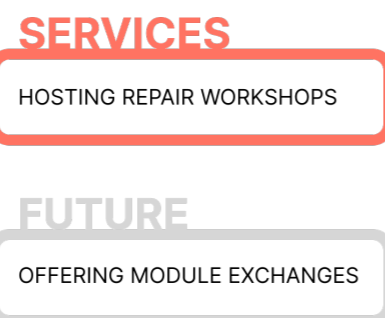 SERVICES
HOSTING REPAIR WORKSHOPS
FUTURE
OFFERING MODULE EXCHANGES